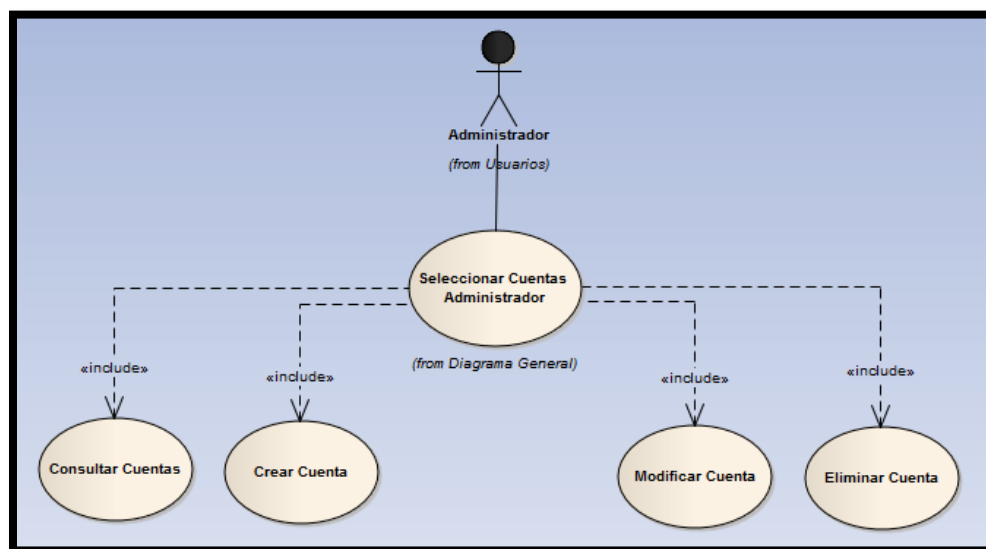 Administrador
(from Usuarios)
Seleccionar Cuentas
Administrador
(from Diagrama General)
«include»
«include»
«include»
«include»
Consultar Cuentas
Crear Cuenta
Modificar Cuenta
Eliminar Cuenta